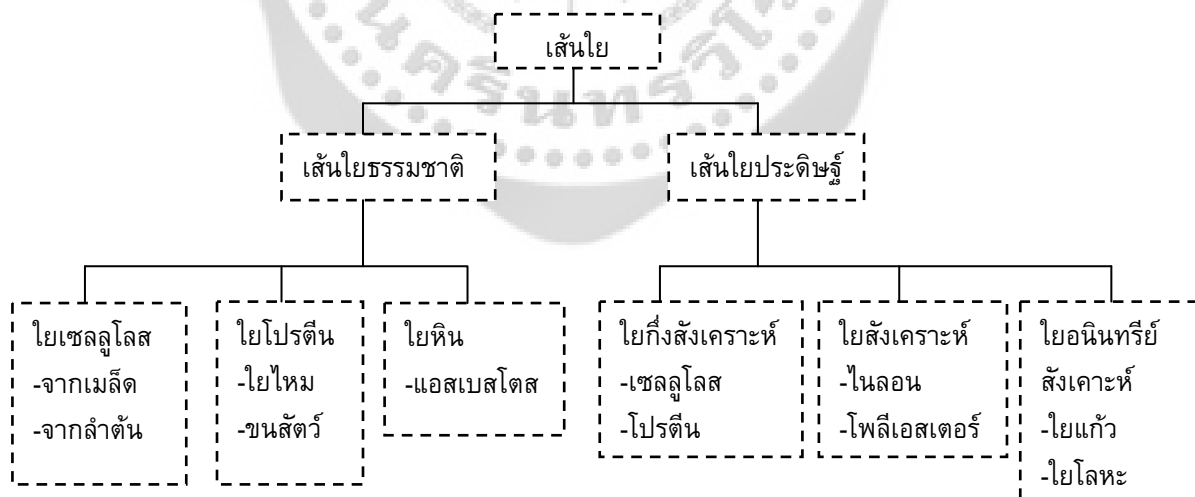 นครินทรวิโ
เส้นใย
เส้นใยธรรมชาติ
เส้นใยประดิษฐ์
ใยเซลลูโลส
-จากเมล็ด
-จากลำต้น
ใยโปรตีน
-ใยไหม
-ขนสัตว์
ใยหิน
-แอสเบสโตส
ใยกึ่งสังเคราะห์
-เซลลูโลส
-โปรตีน
ใยสังเคราะห์
-ไนลอน
-โพลีเอสเตอร์
ใยอนินทรีย์
สังเคาะห์
-ใยแก้ว
-ใยโลหะ